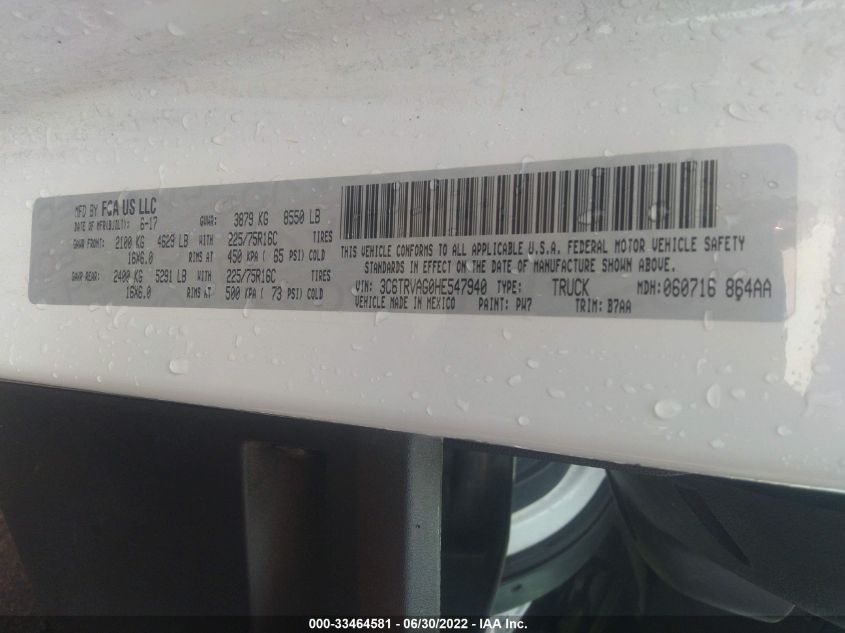 MFD BY FCA US LLC
DATE OF MFR(B/DLT): 6-17 GVWR: 3879 KG 8550 LB
GAWR FRONT: 2100 KG 4629 LB WITH 225/75R16C TIRES
16X6.0 RIMS AT 450 KPA ( 65 PSI) COLD
GAWR REAR: 2400 KG 5291 LB WITH 225/75R16C TIRES
16X6.0 RIMS AT 500 KPA ( 73 PSI) COLD
THIS VEHICLE CONFORMS TO ALL APPLICABLE U.S.A. FEDERAL MOTOR VEHICLE SAFETY
STANDARDS IN EFFECT ON THE DATE OF MANUFACTURE SHOWN ABOVE.
VIN: 3C6TRVAG0HE547940 TYPE: TRUCK MDH:060716 864AA
VEHICLE MADE IN MEXICO PAINT: PW7 TRIM: B7AA
000-33464581 - 06/30/2022 - IAA Inc.